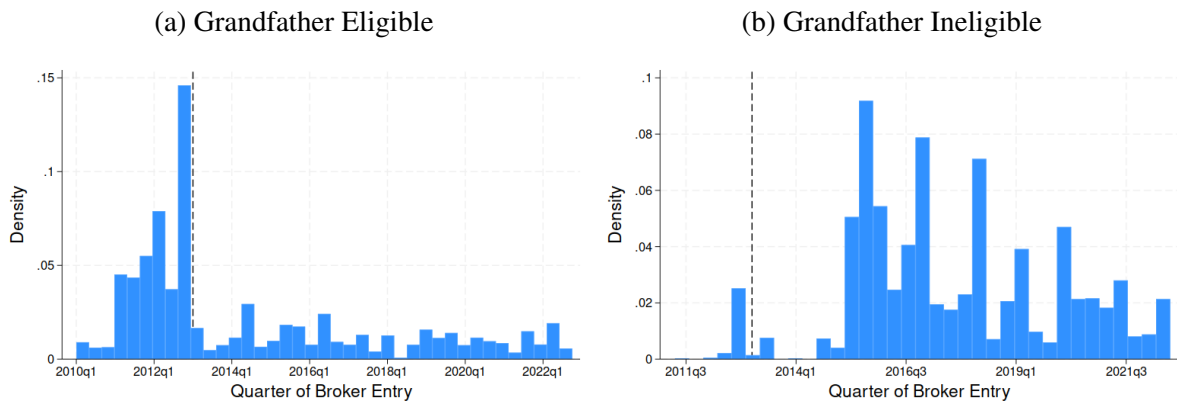 (a) Grandfather Eligible
.15
.1
.05
0
Density
2010q1 2012q1 2014q1 2016q1 2018q1 2020q1 2022q1
Quarter of Broker Entry
(b) Grandfather Ineligible
.1
.08
.06
.04
.02
0
Density
2011q3 2014q1 2016q3 2019q1 2021q3
Quarter of Broker Entry